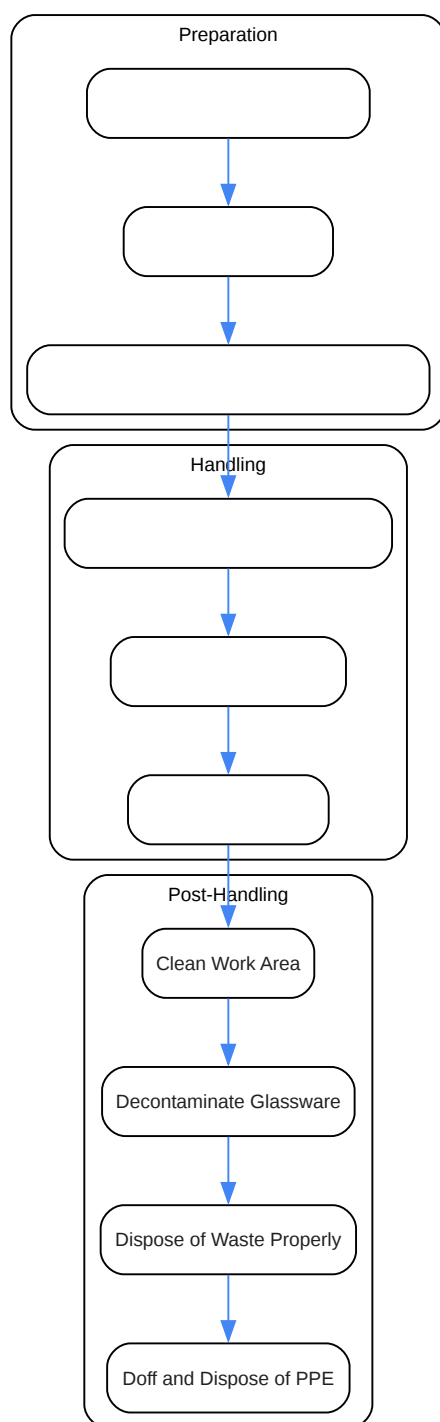 Preparation
Handling
Post-Handling
Clean Work Area
Decontaminate Glassware
Dispose of Waste Properly
Doff and Dispose of PPE